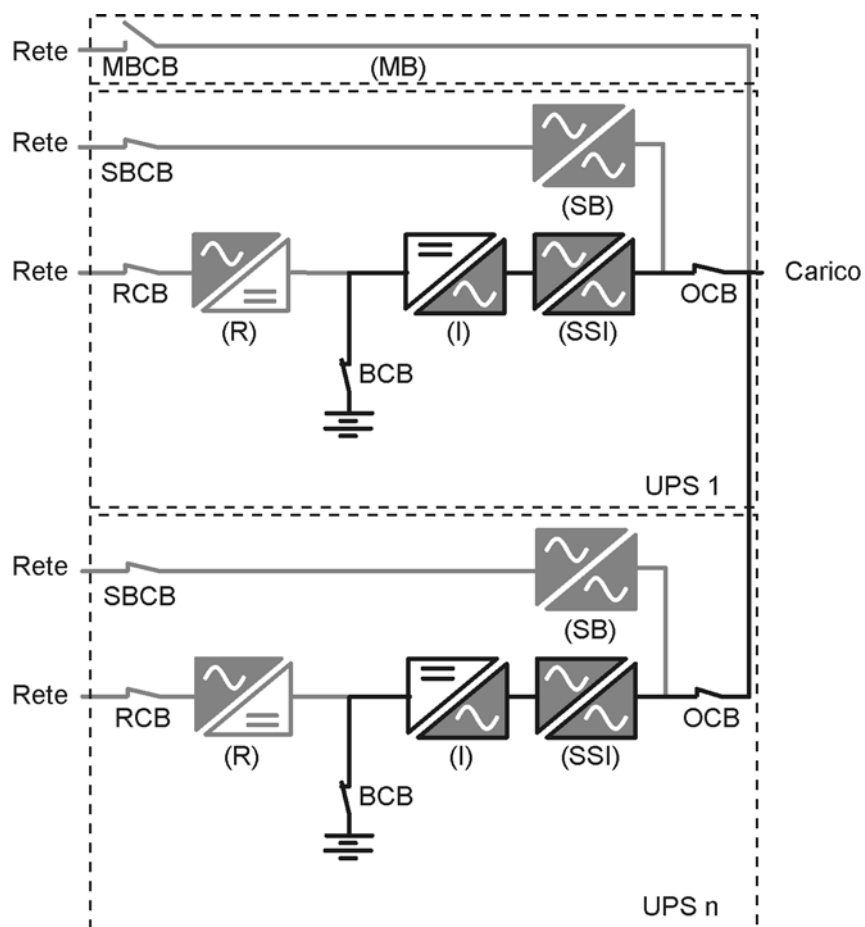 Rete
MBCB
(MB)
Rete
SBCB
(SB)
Rete
RCB
(R)
(I)
(SSI)
OCB
Carico
BCB
UPS 1
Rete
SBCB
(SB)
Rete
RCB
(R)
(I)
(SSI)
OCB
BCB
UPS n